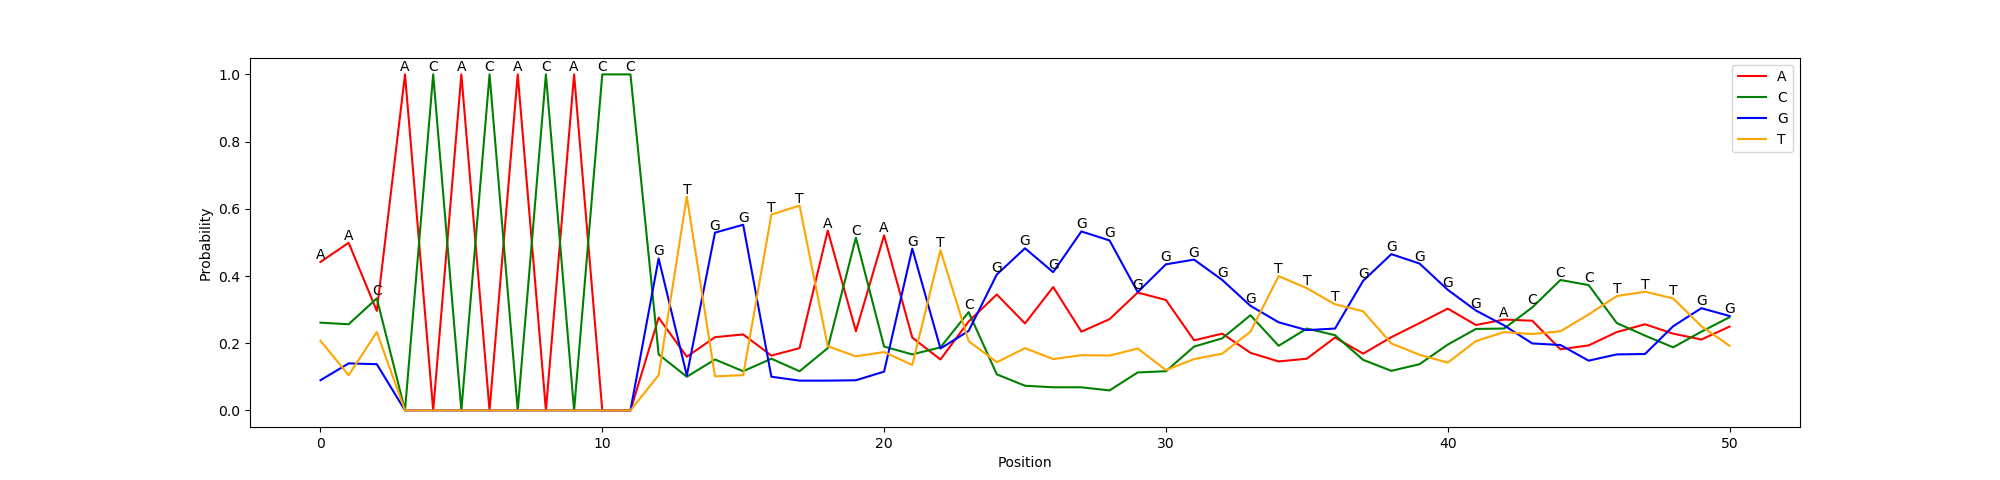 A C A C A C A C C
1.0
A
C
G
T
0.8
T
0.6
T T
G G A C A
A G G T G G G
A G G G G
0.4
C C G G T T T G G G C C T T T G G
G A
0.2
0.0
0 10 20 30 40 50
Probability
Position